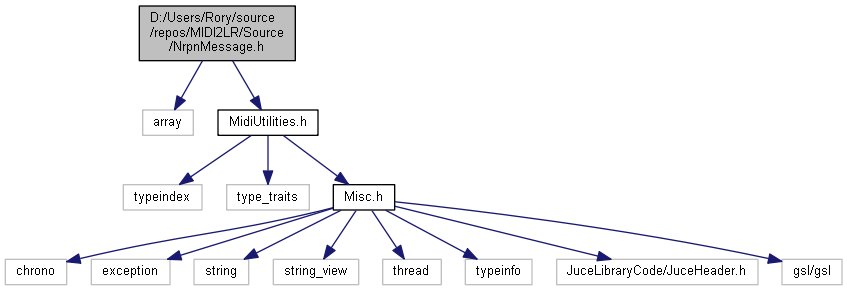 D:/Users/Rory/source
/repos/MIDI2LR/Source
/NrpnMessage.h
array
MidiUtilities.h
typeindex
type_traits
Misc.h
chrono
exception
string
string_view
thread
typeinfo
JuceLibraryCode/JuceHeader.h
gsl/gsl